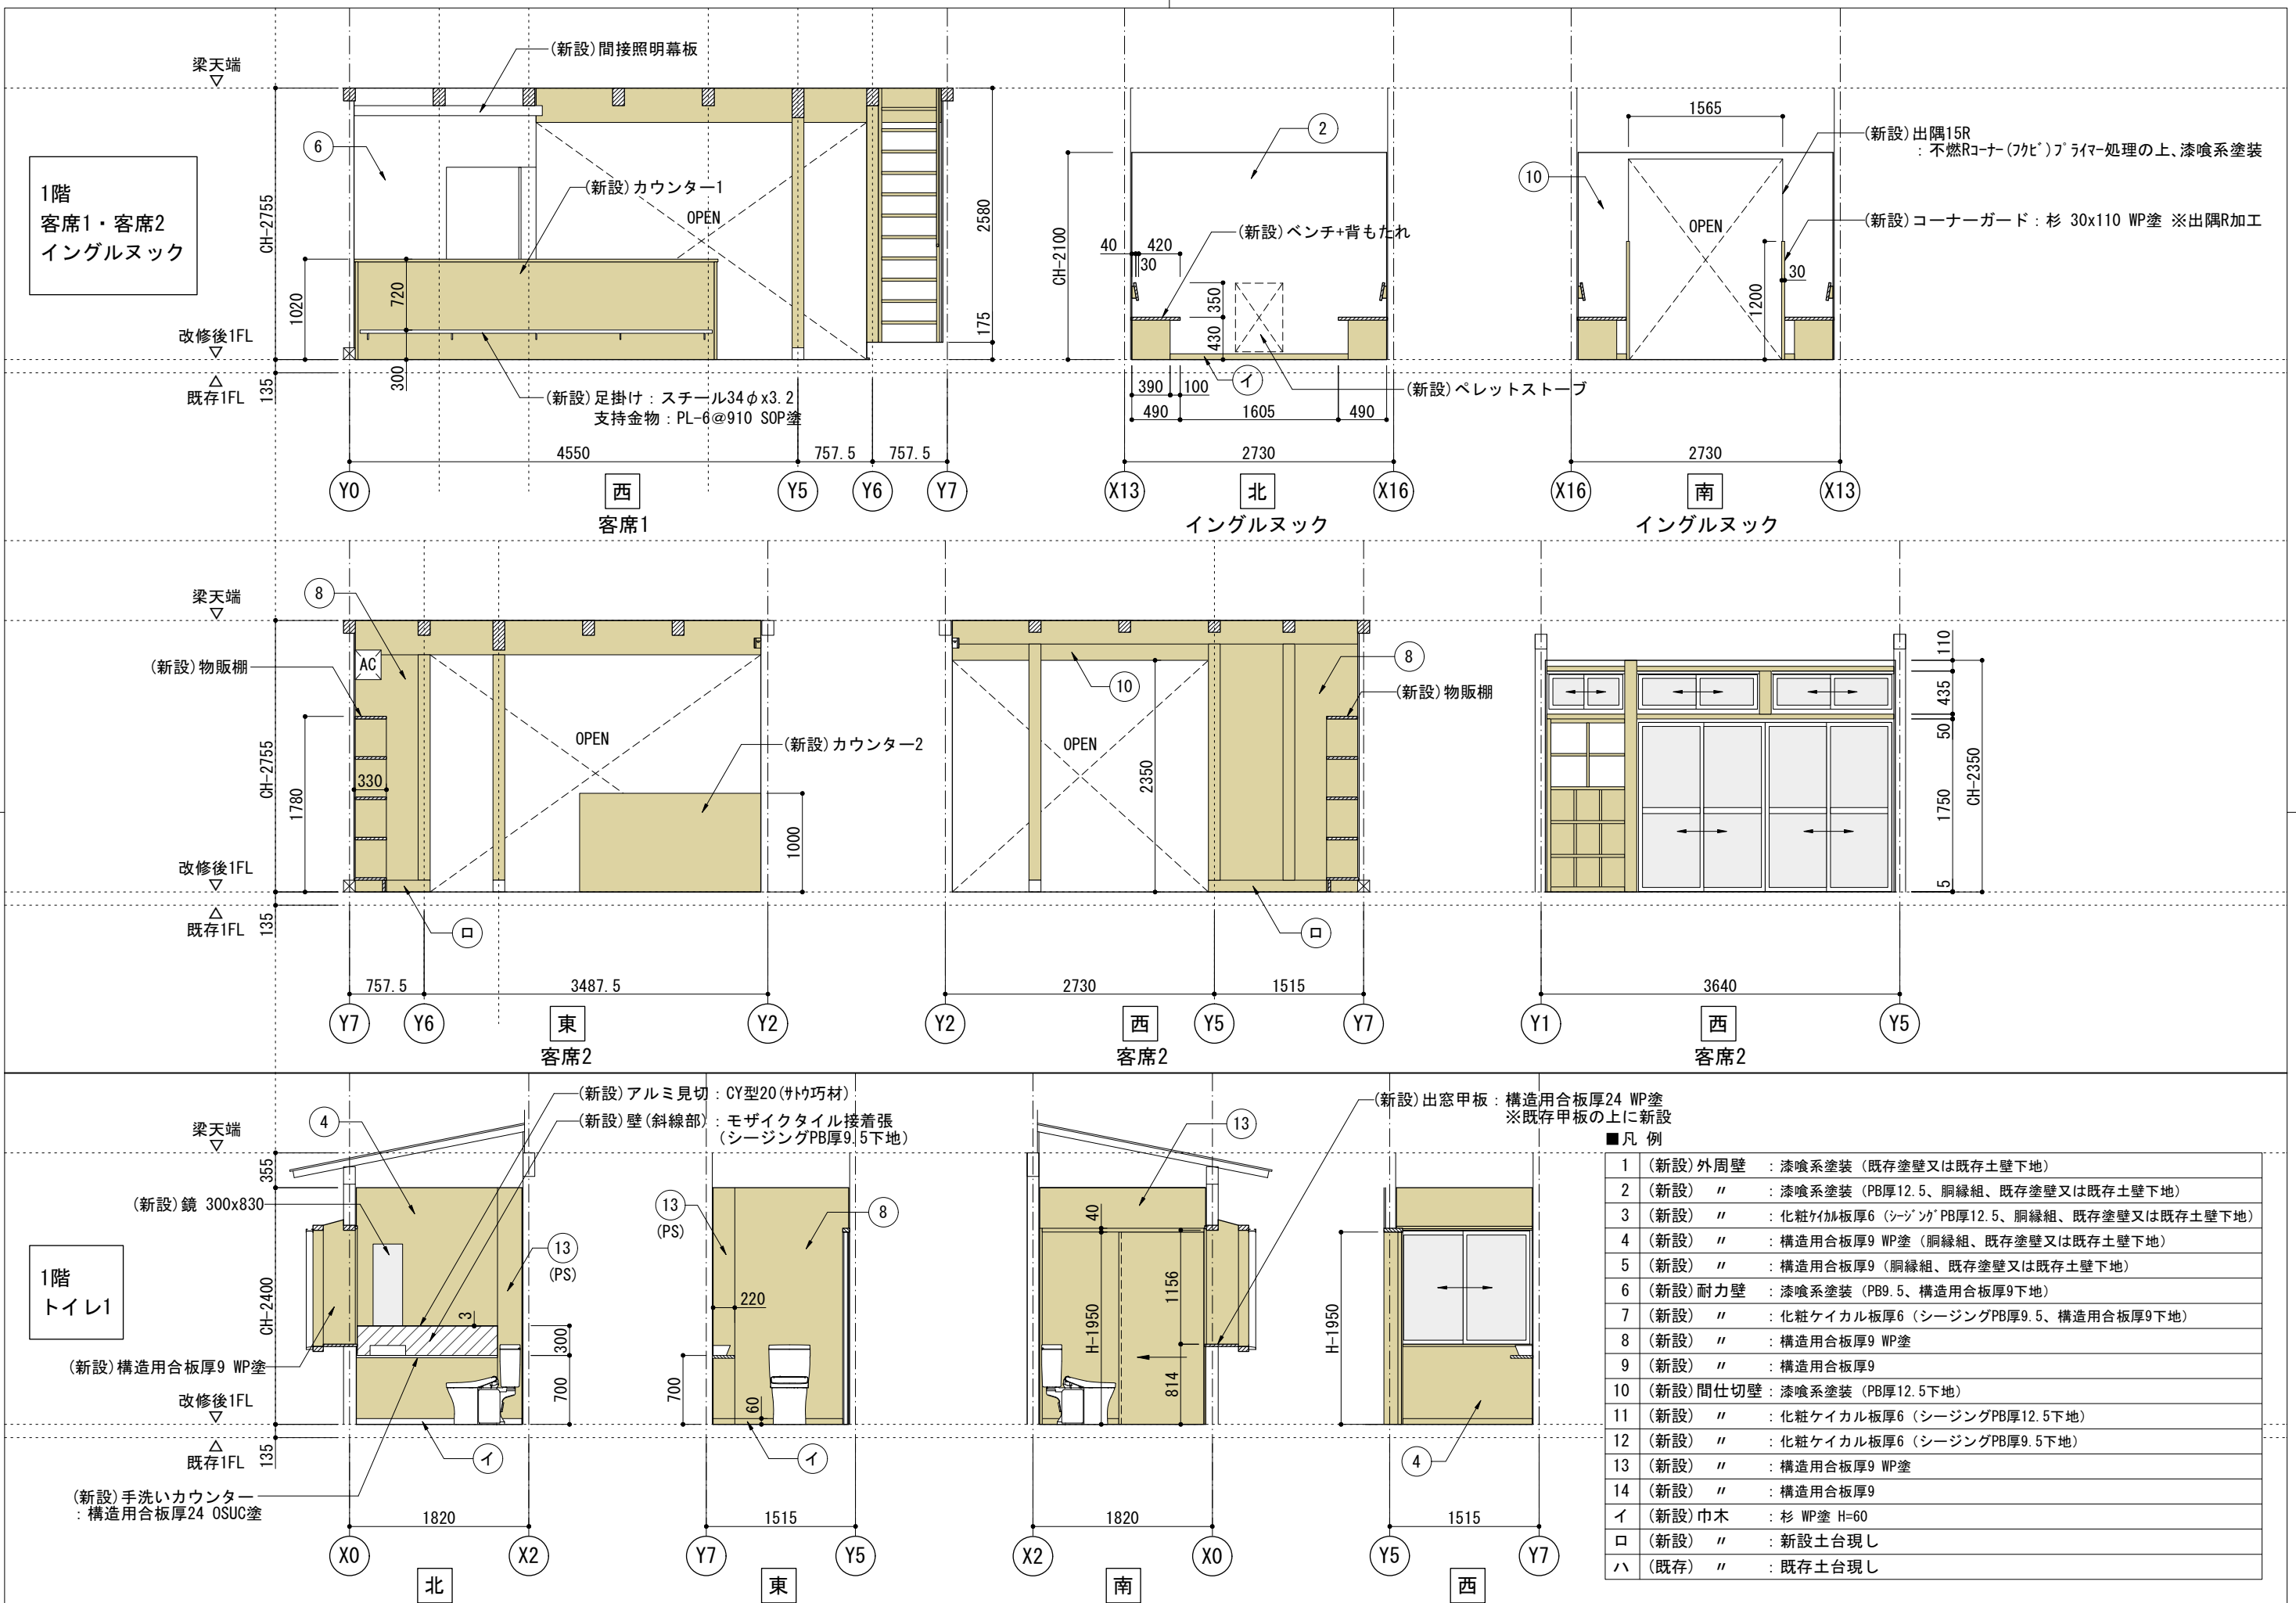 1階
客席1・客席2
イングルヌック
梁天端
改修後1FL
既存1FL
CH-2755
135
1020
720
300
6
(新設)間接照明幕板
(新設)カウンター1
OPEN
(新設)足掛け：スチール34φx3.2
支持金物：PL-6@910 SOP塗
2580
175
4550
757.5
757.5
Y0
Y5
Y6
Y7
西
客席1
2
CH-2100
(新設)ベンチ+背もたれ
40
420
30
350
430
イ
(新設)ペレットストーブ
390
100
490
1605
490
2730
X13
X16
北
イングルヌック
1565
10
OPEN
(新設)出隅15R
：不燃Rコーナー(フクビ)プライマー処理の上、漆喰系塗装
(新設)コーナーガード：杉 30x110 WP塗 ※出隅R加工
30
1200
2730
X16
X13
南
イングルヌック
梁天端
改修後1FL
既存1FL
CH-2755
135
8
(新設)物販棚
AC
330
1780
OPEN
(新設)カウンター2
1000
ロ
757.5
3487.5
Y7
Y6
Y2
東
客席2
10
OPEN
2350
8
(新設)物販棚
ロ
2730
1515
Y2
Y5
Y7
西
客席2
110
435
50
1750
5
CH-2350
3640
Y1
Y5
西
客席2
1階
トイレ1
梁天端
改修後1FL
既存1FL
355
CH-2400
135
4
(新設)アルミ見切：CY型20(サトウ巧材)
(新設)壁(斜線部)：モザイクタイル接着張
(シージングPB厚9.5下地)
(新設)鏡 300x830
13
(PS)
3
300
700
(新設)構造用合板厚9 WP塗
イ
(新設)手洗いカウンター
：構造用合板厚24 OSUC塗
1820
X0
X2
北
13
(PS)
8
220
700
60
イ
1515
Y7
Y5
東
13
(新設)出窓甲板：構造用合板厚24 WP塗
※既存甲板の上に新設
40
H-1950
1156
814
1820
X2
X0
南
H-1950
4
1515
Y5
Y7
西
■凡 例
1 (新設)外周壁 ：漆喰系塗装 (既存塗壁又は既存土壁下地)
2 (新設) 〃 ：漆喰系塗装 (PB厚12.5、胴縁組、既存塗壁又は既存土壁下地)
3 (新設) 〃 ：化粧ケイカル板厚6 (シージングPB厚12.5、胴縁組、既存塗壁又は既存土壁下地)
4 (新設) 〃 ：構造用合板厚9 WP塗 (胴縁組、既存塗壁又は既存土壁下地)
5 (新設) 〃 ：構造用合板厚9 (胴縁組、既存塗壁又は既存土壁下地)
6 (新設)耐力壁 ：漆喰系塗装 (PB9.5、構造用合板厚9下地)
7 (新設) 〃 ：化粧ケイカル板厚6 (シージングPB厚9.5、構造用合板厚9下地)
8 (新設) 〃 ：構造用合板厚9 WP塗
9 (新設) 〃 ：構造用合板厚9
10 (新設)間仕切壁：漆喰系塗装 (PB厚12.5下地)
11 (新設) 〃 ：化粧ケイカル板厚6 (シージングPB厚12.5下地)
12 (新設) 〃 ：化粧ケイカル板厚6 (シージングPB厚9.5下地)
13 (新設) 〃 ：構造用合板厚9 WP塗
14 (新設) 〃 ：構造用合板厚9
イ (新設)巾木 ：杉 WP塗 H=60
ロ (新設) 〃 ：新設土台現し
ハ (既存) 〃 ：既存土台現し